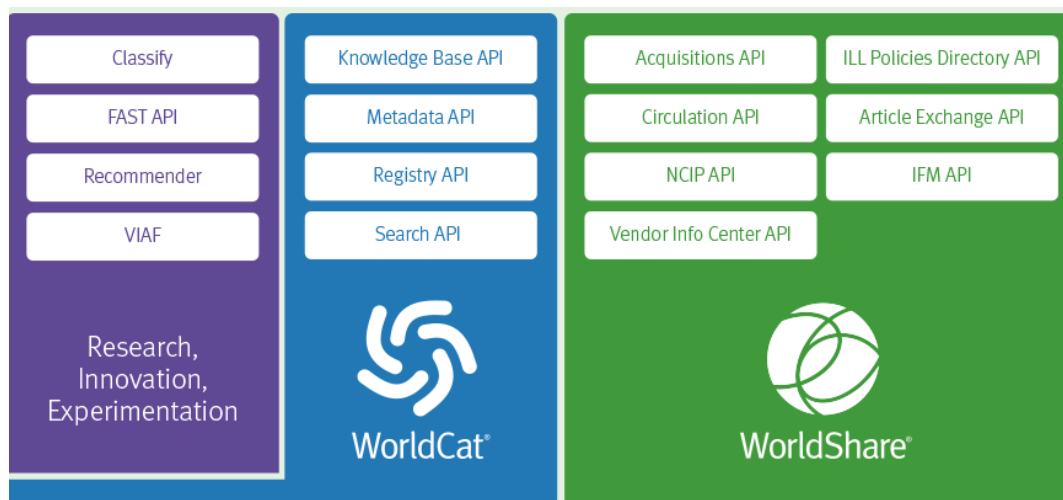 Classify
FAST API
Recommender
VIAF
Research,
Innovation,
Experimentation
Knowledge Base API
Metadata API
Registry API
Search API
WorldCat®
Acquisitions API
ILL Policies Directory API
Circulation API
Article Exchange API
NCIP API
IFM API
Vendor Info Center API
WorldShare®